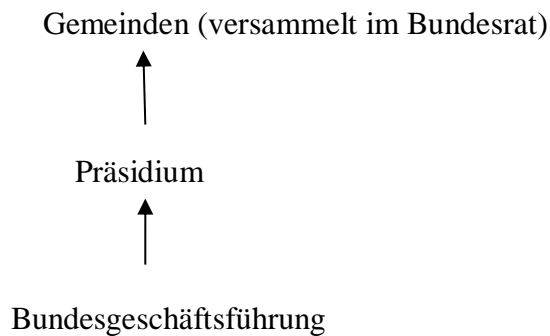 Gemeinden (versammelt im Bundesrat)
Präsidium
Bundesgeschäftsführung